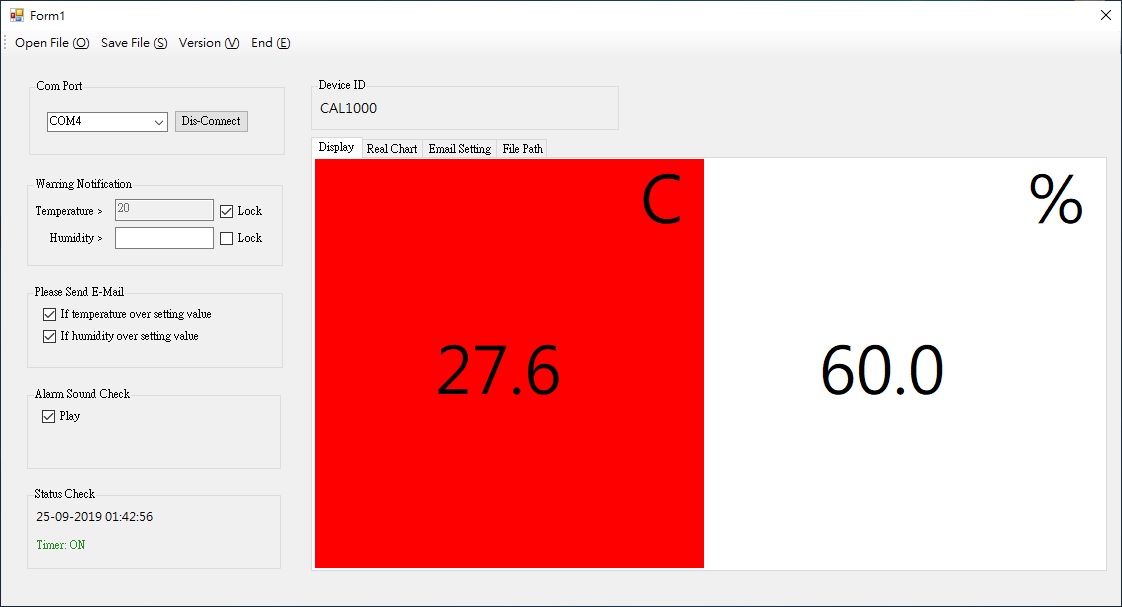 Form1
Open File (O) Save File (S) Version (V) End (E)
Com Port
COM4 Dis-Connect
Warring Notification
Temperature > 20 Lock
Humidity > Lock
Please Send E-Mail
If temperature over setting value
If humidity over setting value
Alarm Sound Check
Play
Status Check
25-09-2019 01:42:56
Timer: ON
Device ID
CAL1000
Display Real Chart Email Setting File Path
C %
27.6 60.0